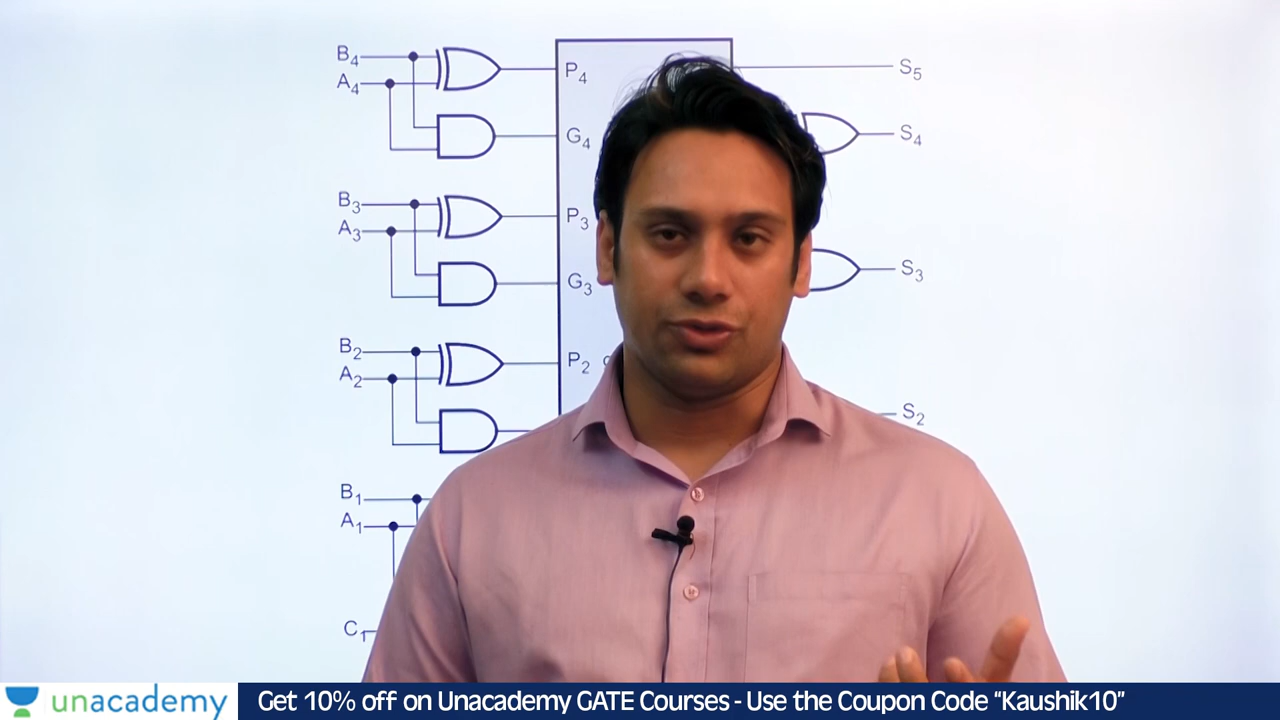 B4
A4
P4
G4
S5
S4
B3
A3
P3
G3
S3
B2
A2
P2
S2
B1
A1
C1
unacademy
Get 10% off on Unacademy GATE Courses - Use the Coupon Code “Kaushik10”